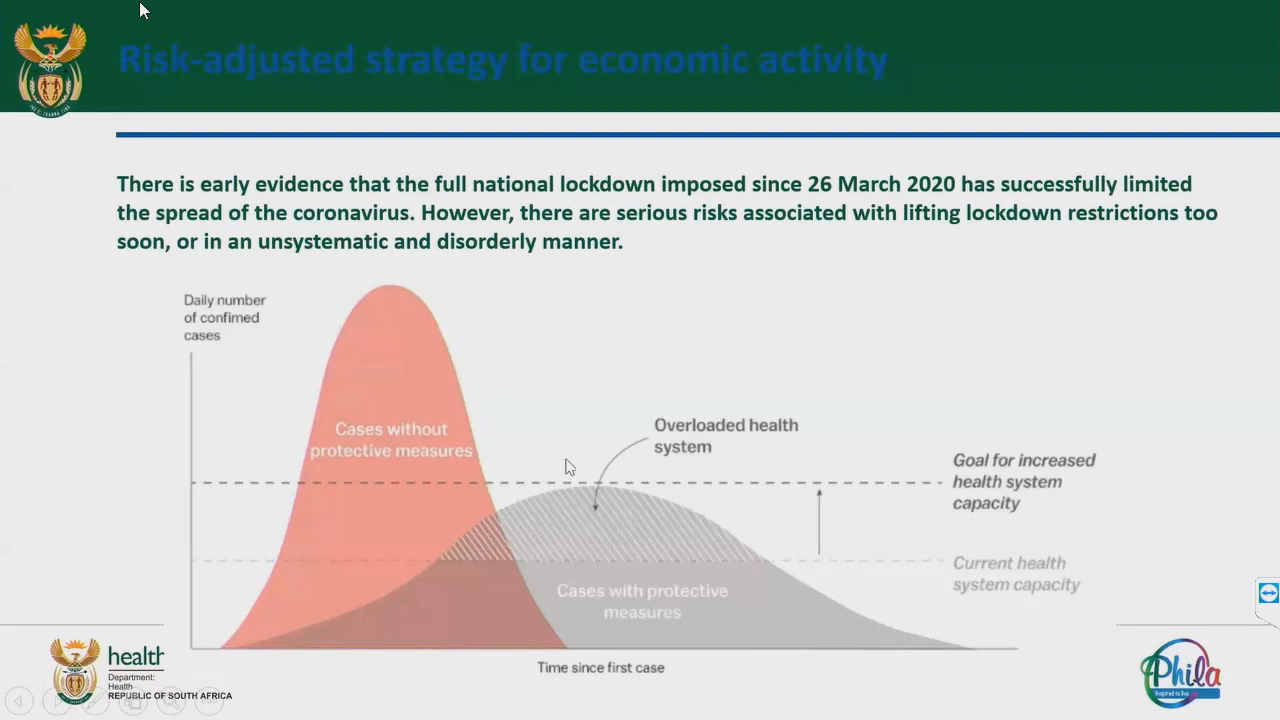 Risk-adjusted strategy for economic activity
There is early evidence that the full national lockdown imposed since 26 March 2020 has successfully limited
the spread of the coronavirus. However, there are serious risks associated with lifting lockdown restrictions too
soon, or in an unsystematic and disorderly manner.
Daily number
of confimed
cases
Cases without
protective measures
Overloaded health
system
Goal for increased
health system
capacity
Current health
system capacity
Cases with protective
measures
Time since first case
health
Department:
Health
REPUBLIC OF SOUTH AFRICA
Phila
Inspired to live